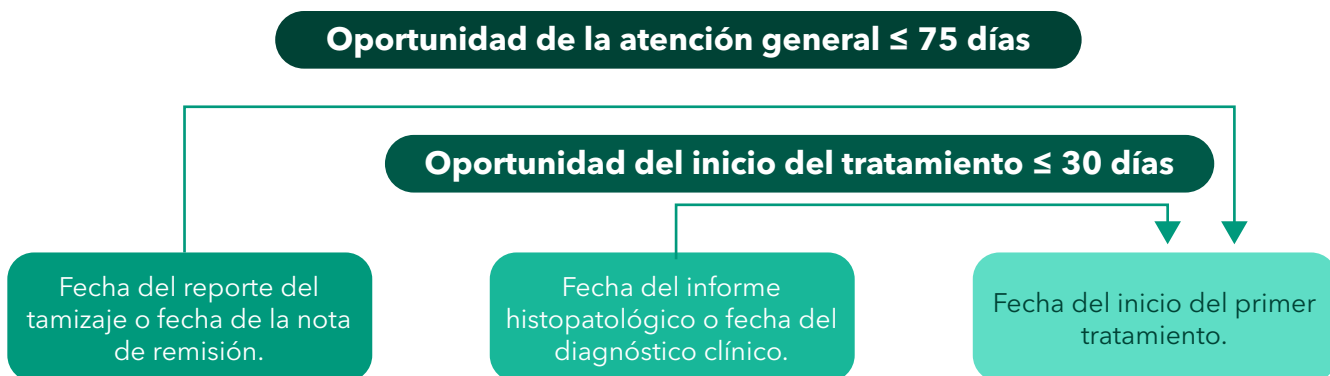 Oportunidad de la atención general ≤ 75 días
Oportunidad del inicio del tratamiento ≤ 30 días
Fecha del reporte del
tamizaje o fecha de la nota
de remisión.
Fecha del informe
histopatológico o fecha del
diagnóstico clínico.
Fecha del inicio del primer
tratamiento.